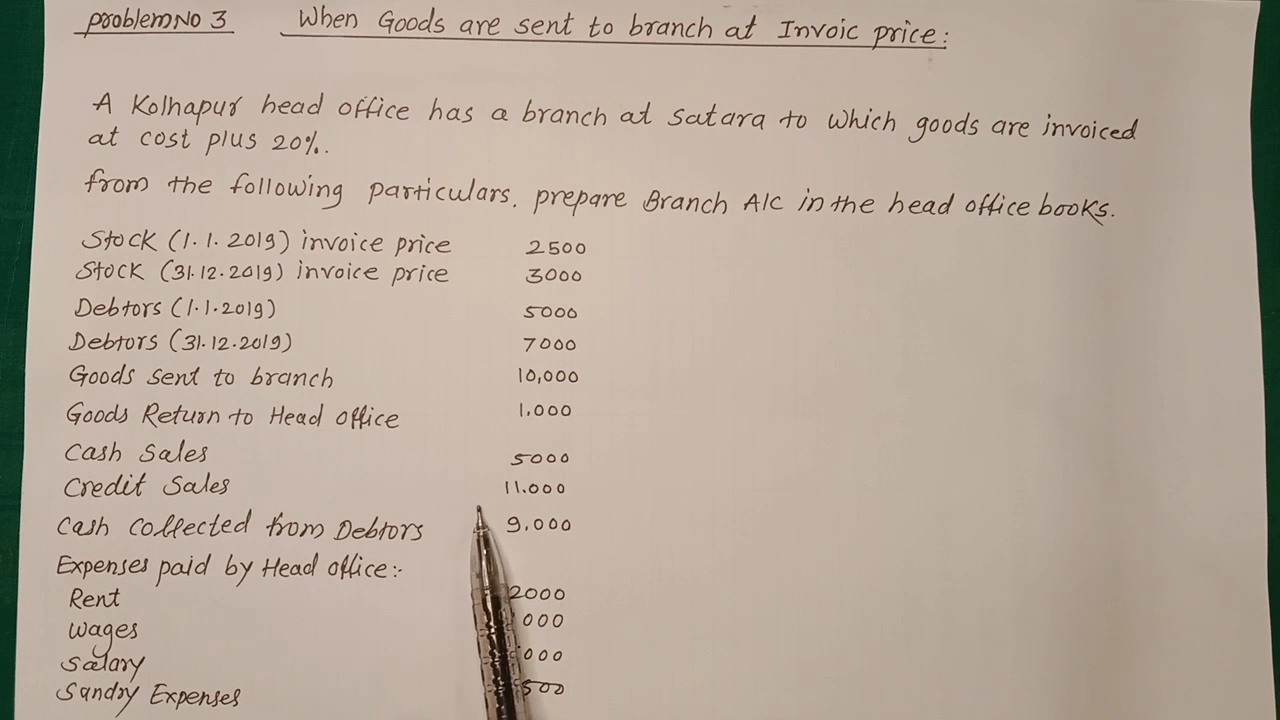 problem No 3 When Goods are sent to branch at Invoic price:
A Kolhapur head office has a branch at satara to which goods are invoiced
at cost plus 20%.
from the following particulars. prepare Branch A/C in the head office books.
Stock (1.1.2019) invoice price 2500
Stock (31.12.2019) invoice price 3000
Debtors (1.1.2019) 5000
Debtors (31.12.2019) 7000
Goods sent to branch 10,000
Goods Return to Head office 1,000
Cash Sales 5000
Credit Sales 11.000
Cash collected from Debtors 9,000
Expenses paid by Head office:-
Rent 2000
Wages
Salary
Sandry Expenses